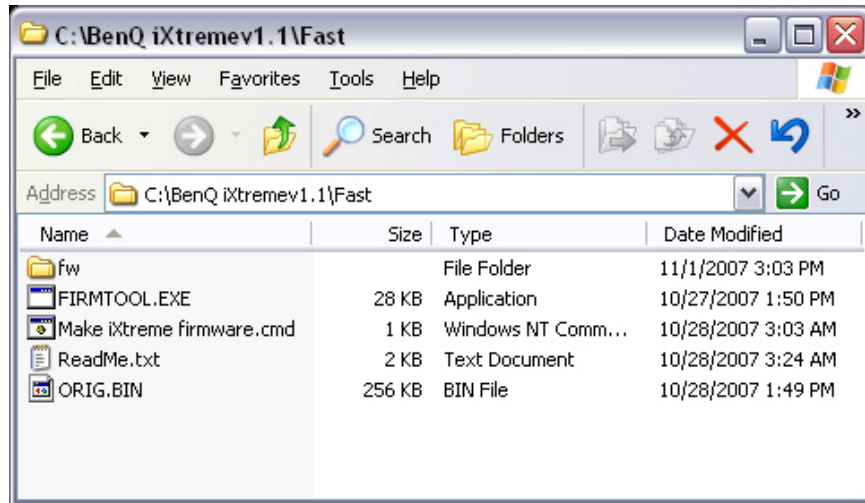 C:\BenQ iXtremev1.1\Fast
File Edit View Favorites Tools Help
Back Search Folders »
Address C:\BenQ iXtremev1.1\Fast Go
Name Size Type Date Modified
fw File Folder 11/1/2007 3:03 PM
FIRMTOOL.EXE 28 KB Application 10/27/2007 1:50 PM
Make iXtreme firmware.cmd 1 KB Windows NT Comm... 10/28/2007 3:03 AM
ReadMe.txt 2 KB Text Document 10/28/2007 3:24 AM
ORIG.BIN 256 KB BIN File 10/28/2007 1:49 PM